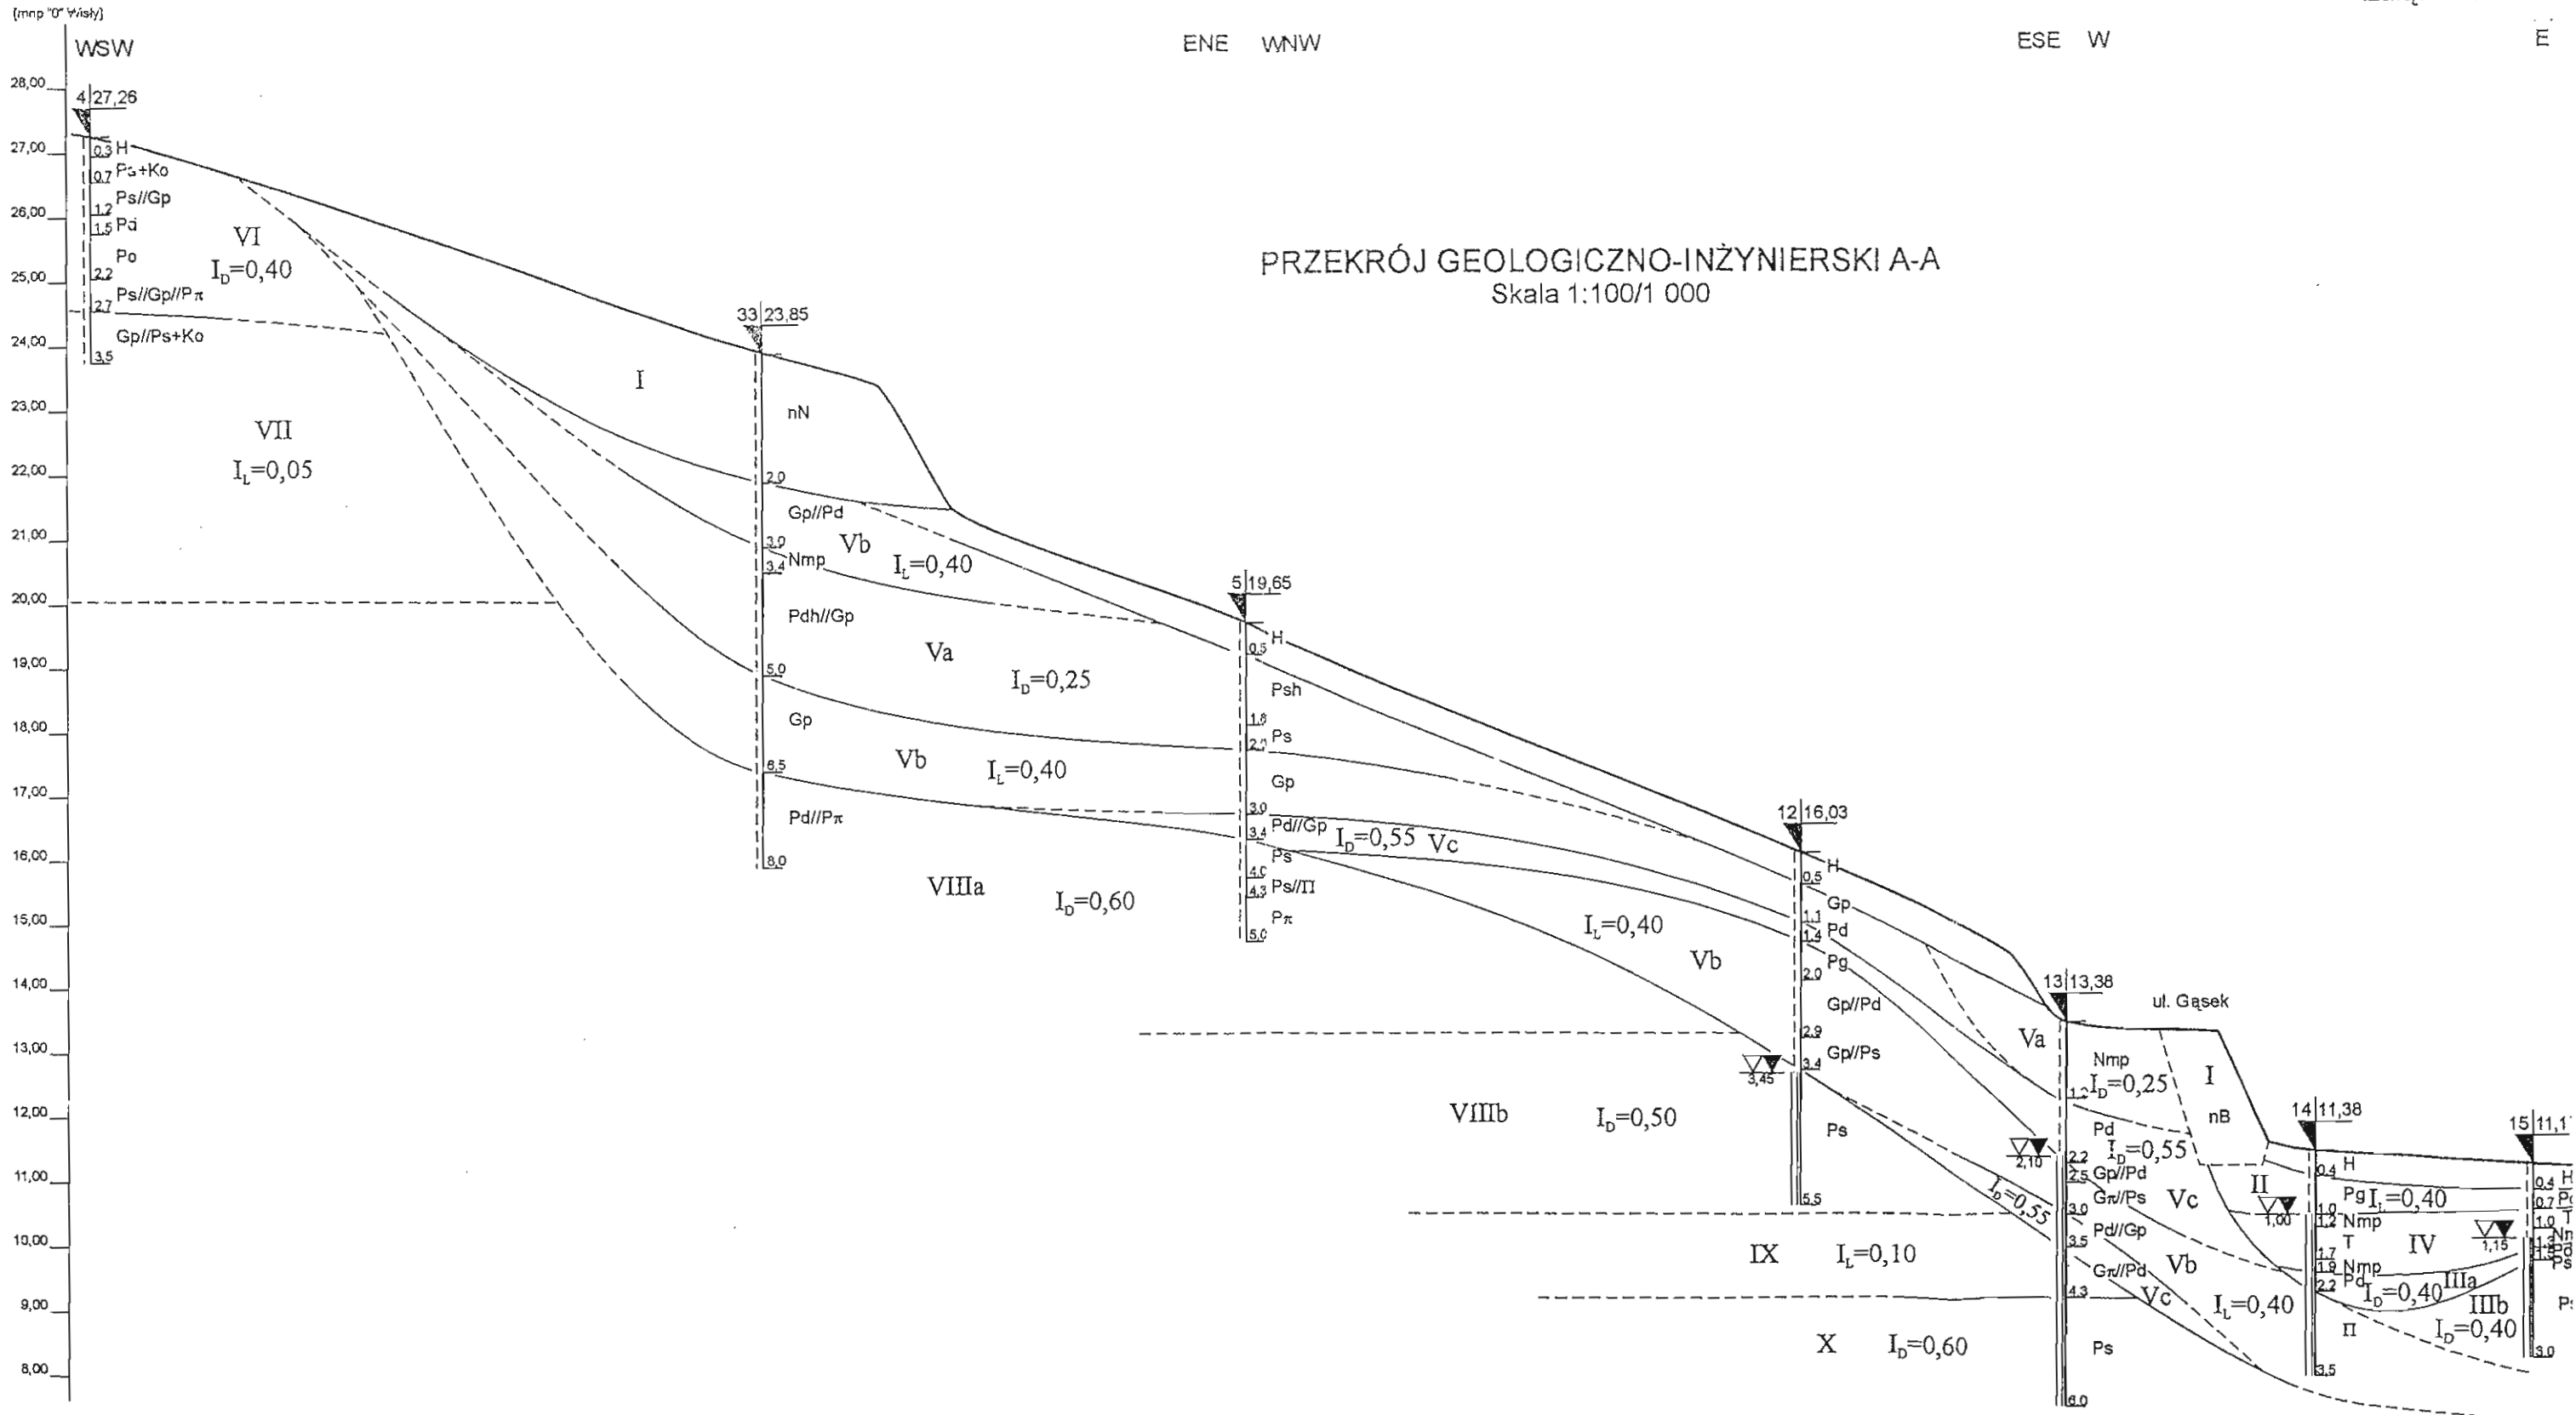 [mnp "0" Wisły]
WSW
ENE WNW
ESE W
E
28,00
27,00
26,00
25,00
24,00
23,00
22,00
21,00
20,00
19,00
18,00
17,00
16,00
15,00
14,00
13,00
12,00
11,00
10,00
9,00
8,00
PRZEKRÓJ GEOLOGICZNO-INŻYNIERSKI A-A
Skala 1:100/1 000
4 27,26
0,3 H
0,7 Ps+Ko
Ps//Gp
1,2
1,5 Pd
Po
2,2
2,7 Ps//Gp//Pπ
Gp//Ps+Ko
3,5
VI
I_D=0,40
VII
I_L=0,05
I
33 23,85
nN
2,0
Gp//Pd
3,0
3,4 Nmp
Pdh//Gp
5,0
Gp
6,5
Pd//Pπ
8,0
Vb
I_L=0,40
Va
I_D=0,25
Vb I_L=0,40
VIIIa
I_D=0,60
5 19,65
H
0,5
Psh
1,6
Ps
2,0
Gp
3,0
Pd//Gp
3,4
Ps
4,0
4,3 Ps//Π
Pπ
5,0
I_D=0,55 Vc
I_L=0,40
Vb
12 16,03
H
0,5
Gp
1,1
Pd
1,4
Pg
2,0
Gp//Pd
2,9
Gp//Ps
3,4
3,45
Ps
5,5
VIIIb I_D=0,50
IX I_L=0,10
X I_D=0,60
13 13,38
ul. Gąsek
Va
Nmp
I_D=0,25
1,2
Pd
I_D=0,55
2,10
2,2
Gp//Pd
2,5
Gπ//Ps
3,0
Pd//Gp
3,5
Gπ//Pd
4,3
Ps
6,0
I_D=0,55
Vc
Vb
I_L=0,40
Vc
I
nB
II
14 11,38
H
0,4
Pg I_L=0,40
1,0
1,00
1,2 Nmp
T
1,7
1,9 Nmp
Pd
2,2
I_D=0,40 IIIa
IV
Π
3,5
IIIb
I_D=0,40
15 11,1
H
0,4
0,7
T
1,0
1,15
Ps
3,0